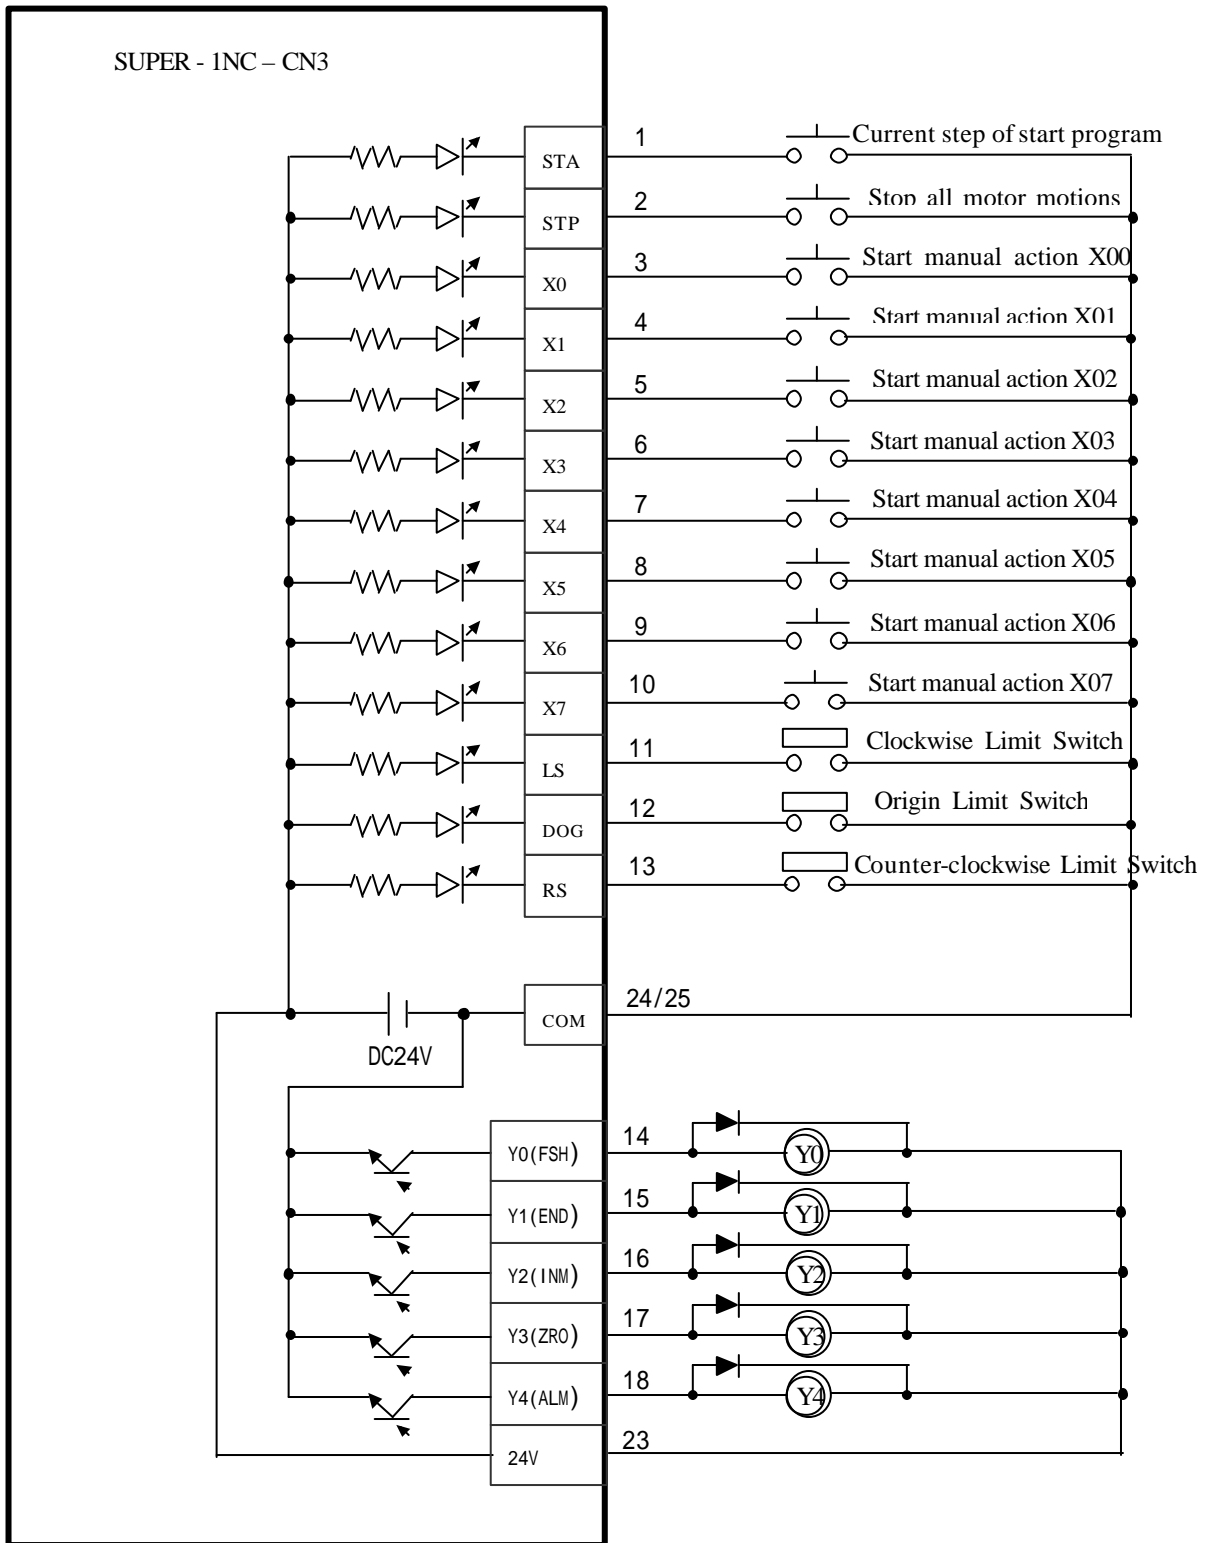 SUPER - 1NC – CN3
STA 1 Current step of start program
STP 2 Stop all motor motions
X0 3 Start manual action X00
X1 4 Start manual action X01
X2 5 Start manual action X02
X3 6 Start manual action X03
X4 7 Start manual action X04
X5 8 Start manual action X05
X6 9 Start manual action X06
X7 10 Start manual action X07
LS 11 Clockwise Limit Switch
DOG 12 Origin Limit Switch
RS 13 Counter-clockwise Limit Switch
COM 24/25
DC24V
Y0(FSH) 14 Y0
Y1(END) 15 Y1
Y2(INM) 16 Y2
Y3(ZRO) 17 Y3
Y4(ALM) 18 Y4
24V 23